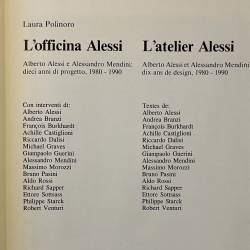 Laura Polinoro
L'officina Alessi
Alberto Alessi e Alessandro Mendini:
dieci anni di progetto, 1980 - 1990
Con interventi di:
Alberto Alessi
Andrea Branzi
François Burkhardt
Achille Castiglioni
Riccardo Dalisi
Michael Graves
Giampaolo Guerini
Alessandro Mendini
Massimo Morozzi
Bruno Pasini
Aldo Rossi
Richard Sapper
Ettore Sottsass
Philippe Starck
Robert Venturi
L'atelier Alessi
Alberto Alessi et Alessandro Mendini:
dix ans de design, 1980 - 1990
Textes de:
Alberto Alessi
Andrea Branzi
François Burkhardt
Achille Castiglioni
Riccardo Dalisi
Michael Graves
Giampaolo Guerini
Alessandro Mendini
Massimo Morozzi
Bruno Pasini
Aldo Rossi
Richard Sapper
Ettore Sottsass
Philippe Starck
Robert Venturi